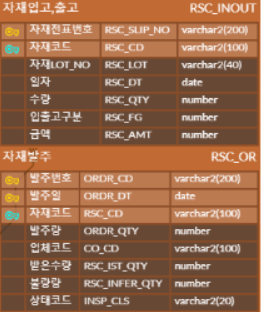 자재입고,출고 RSC_INOUT
자재전표번호 RSC_SLIP_NO varchar2(200)
자재코드 RSC_CD varchar2(100)
자재LOT_NO RSC_LOT varchar2(40)
일자 RSC_DT date
수량 RSC_QTY number
입출고구분 RSC_FG number
금액 RSC_AMT number
자재발주 RSC_OR
발주번호 ORDR_CD varchar2(200)
발주일 ORDR_DT date
자재코드 RSC_CD varchar2(100)
발주량 ORDR_QTY number
업체코드 CO_CD varchar2(100)
받은수량 RSC_IST_QTY number
불량량 RSC_INFER_QTY number
상태코드 INSP_CLS varchar2(20)